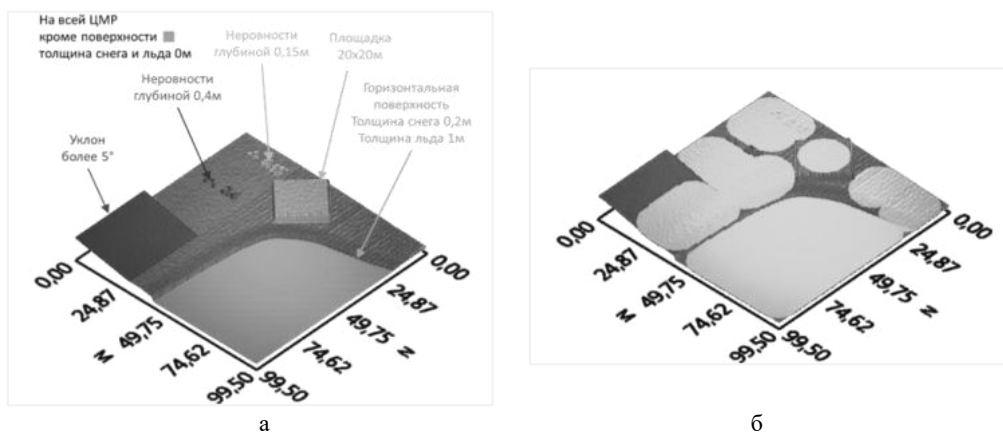 На всей ЦМР
кроме поверхности
толщина снега и льда 0м
Неровности
глубиной 0,15м
Площадка
20х20м
Неровности
глубиной 0,4м
Горизонтальная
поверхность
Толщина снега 0,2м
Толщина льда 1м
Уклон
более 5°
0,00
24,87
49,75
74,62
99,50
м
0,00
24,87
49,75
74,62
99,50
м
0,00
24,87
49,75
74,62
99,50
м
0,00
24,87
49,75
74,62
99,50
м
а
б